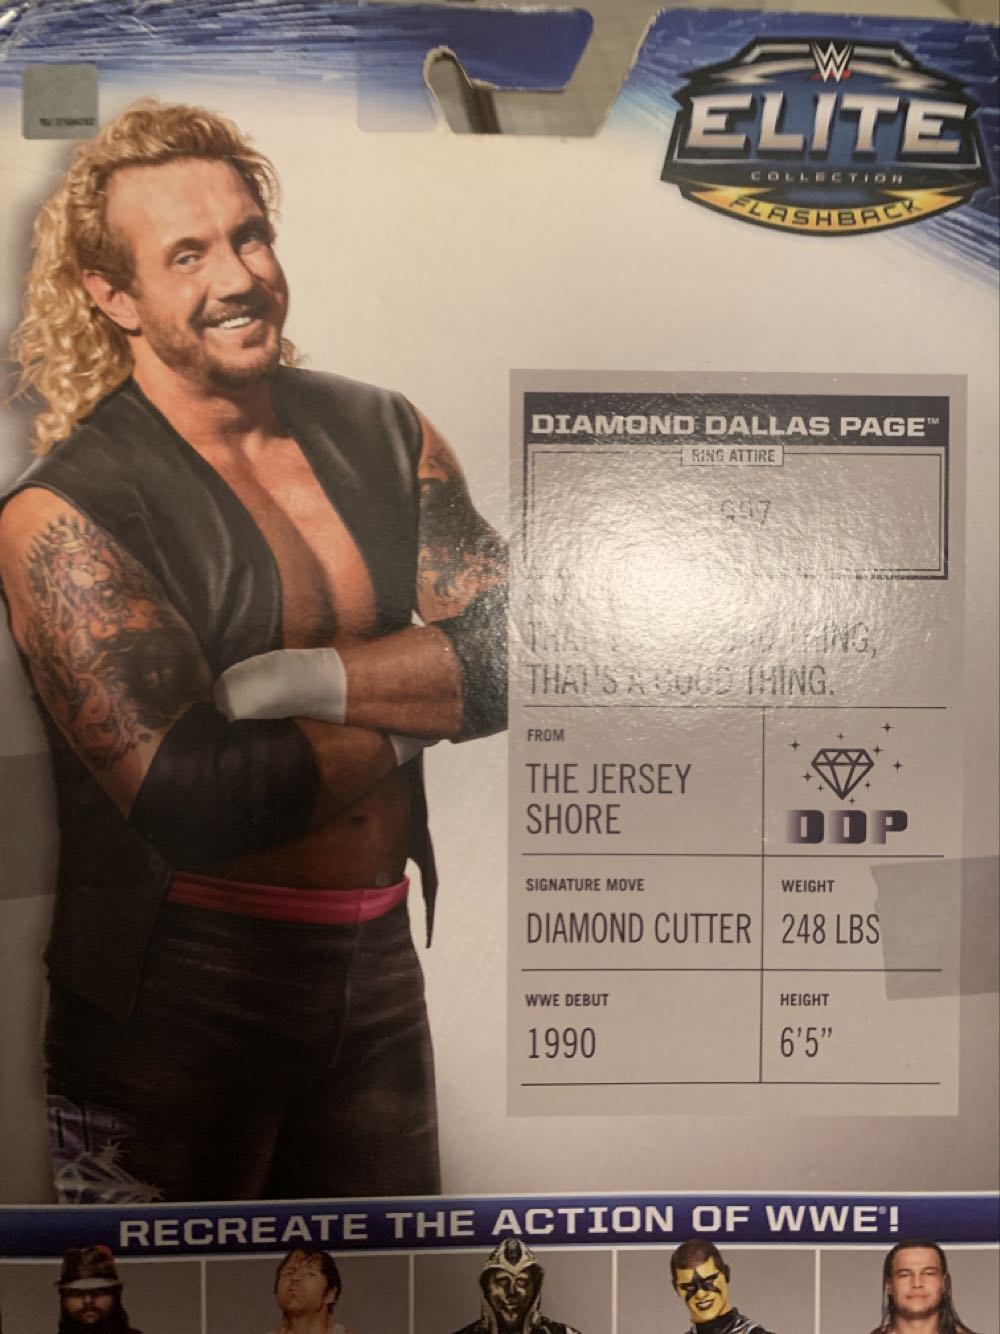 W
ELITE
COLLECTION
FLASHBACK
DIAMOND DALLAS PAGE™
RING ATTIRE
THING,
THAT'S A GOOD THING.
FROM
THE JERSEY
SHORE
DDP
SIGNATURE MOVE
DIAMOND CUTTER
WEIGHT
248 LBS
WWE DEBUT
1990
HEIGHT
6'5”
RECREATE THE ACTION OF WWE®!